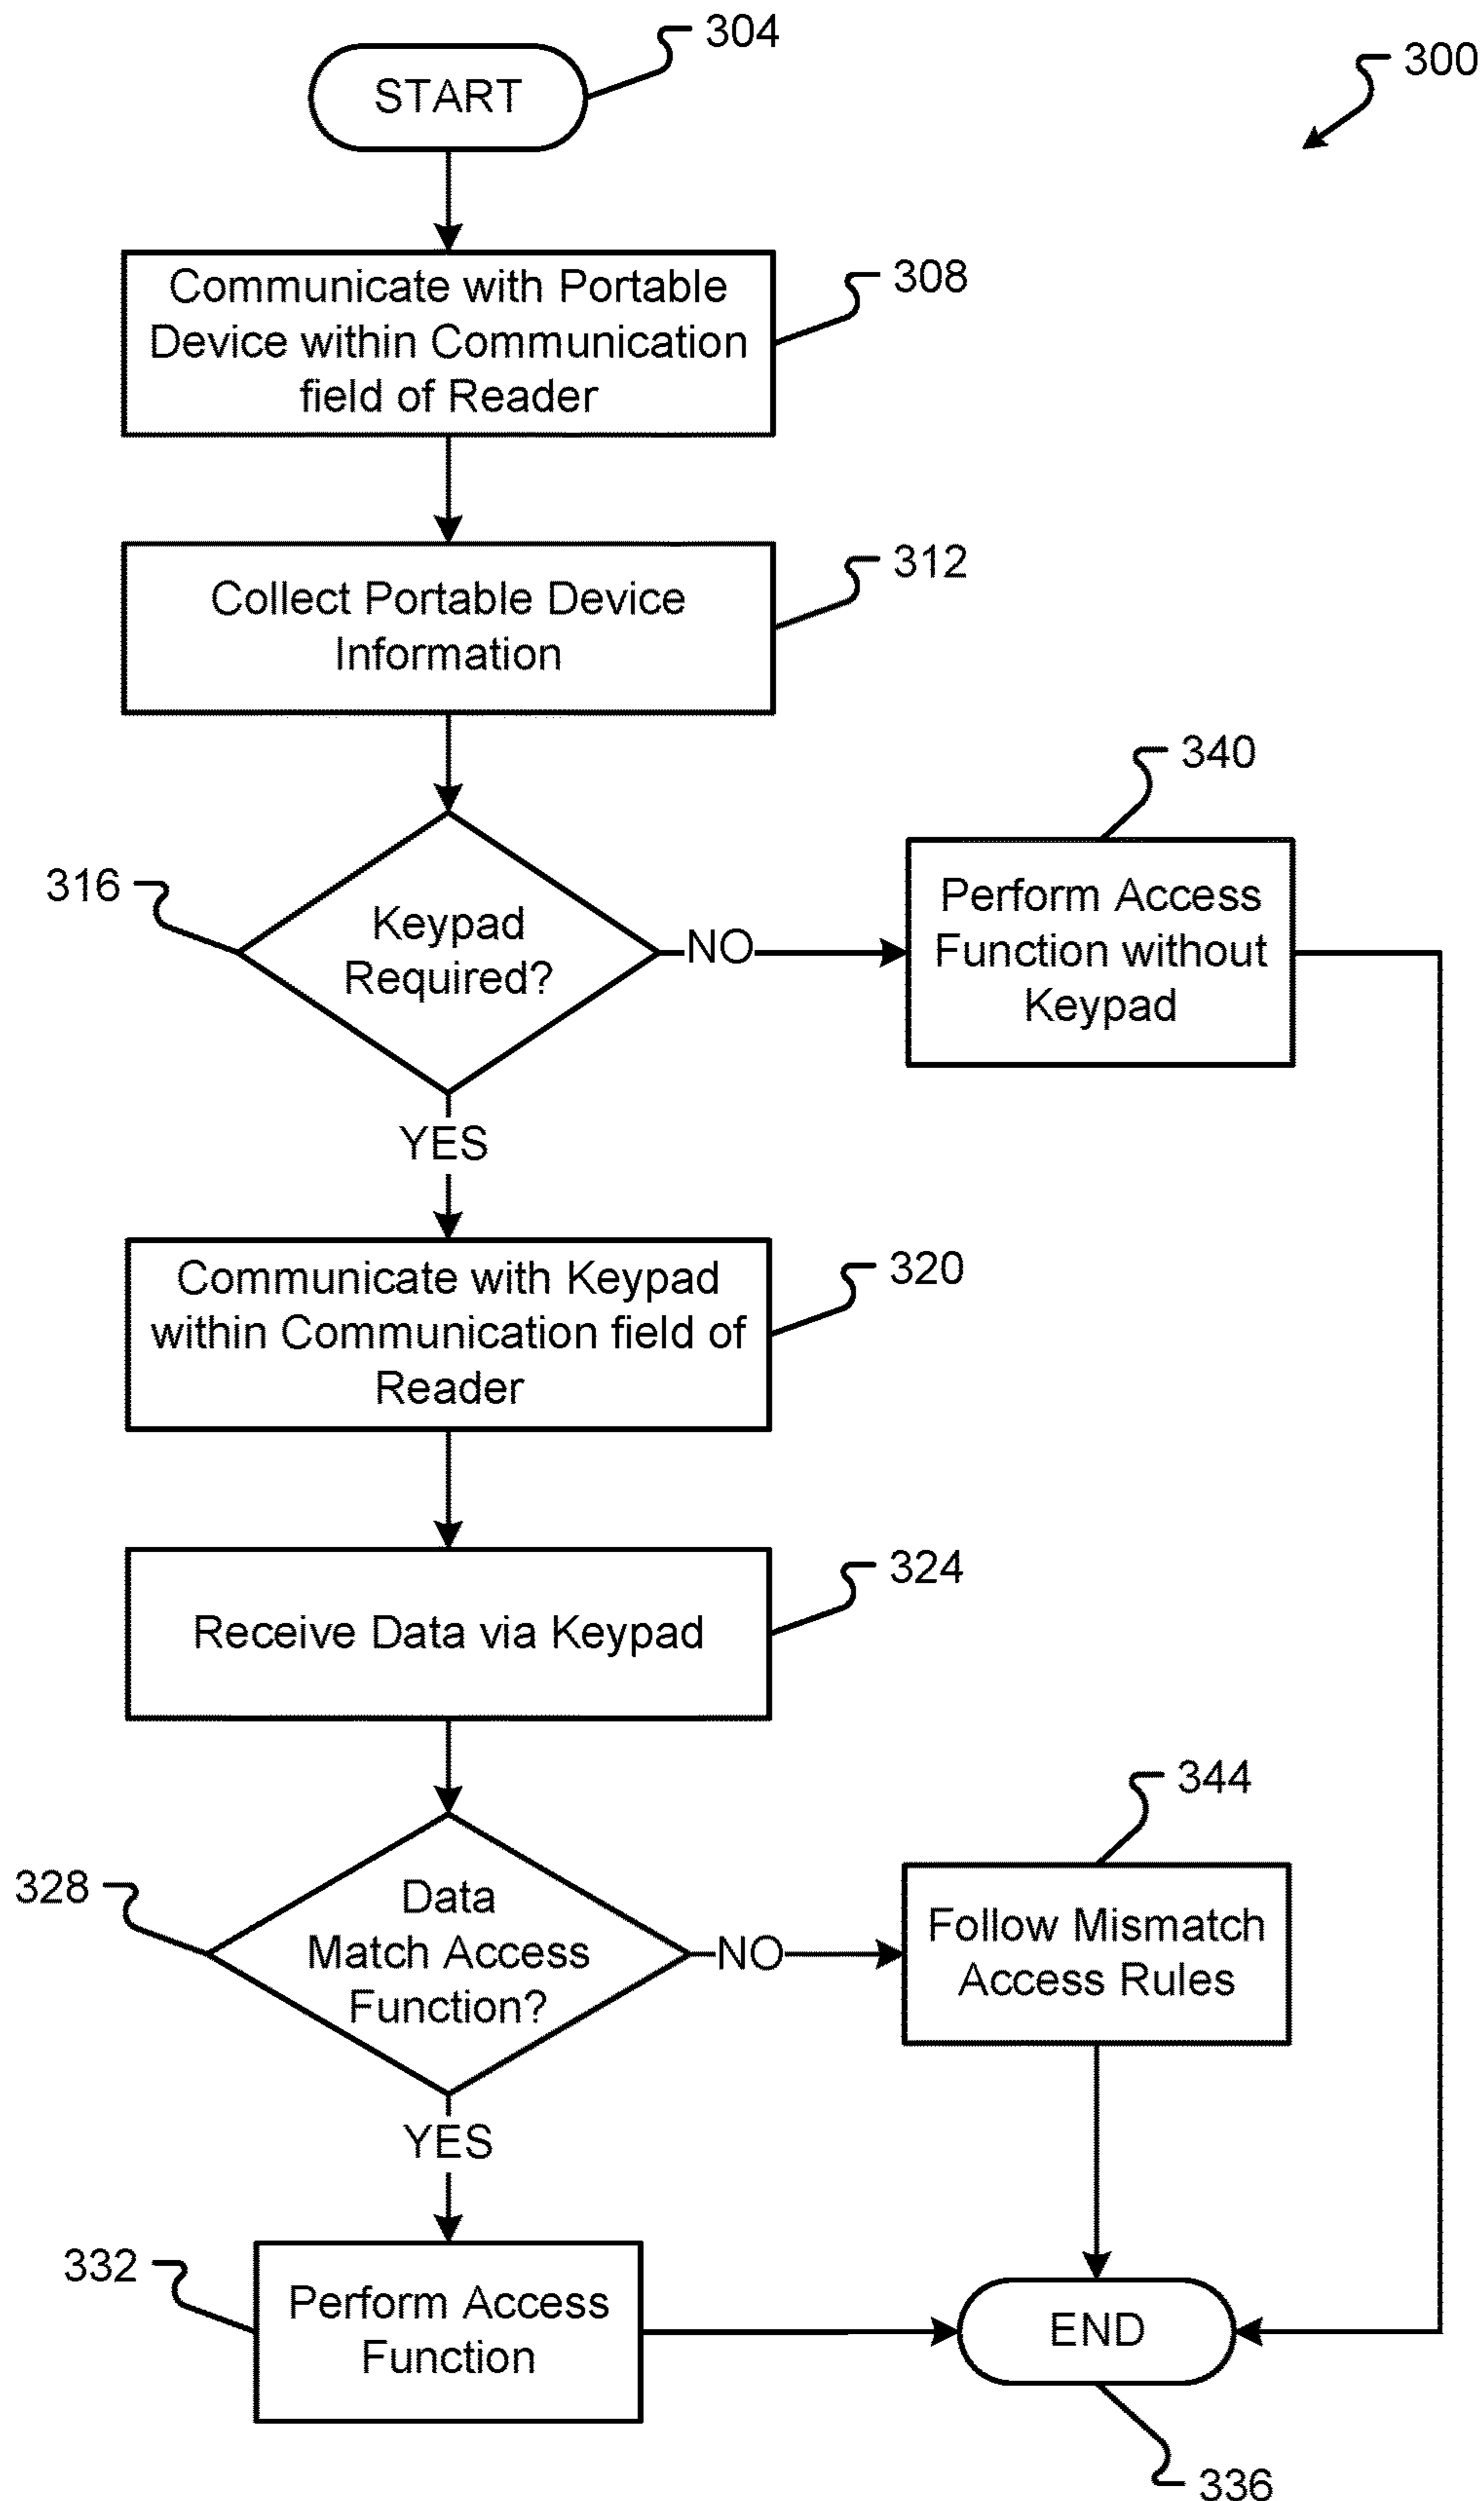 304
300
START
308
Communicate with Portable
Device within Communication
field of Reader
312
Collect Portable Device
Information
340
316
Keypad
Required?
NO
Perform Access
Function without
Keypad
YES
320
Communicate with Keypad
within Communication field of
Reader
324
Receive Data via Keypad
344
328
Data
Match Access
Function?
NO
Follow Mismatch
Access Rules
YES
332
Perform Access
Function
END
336